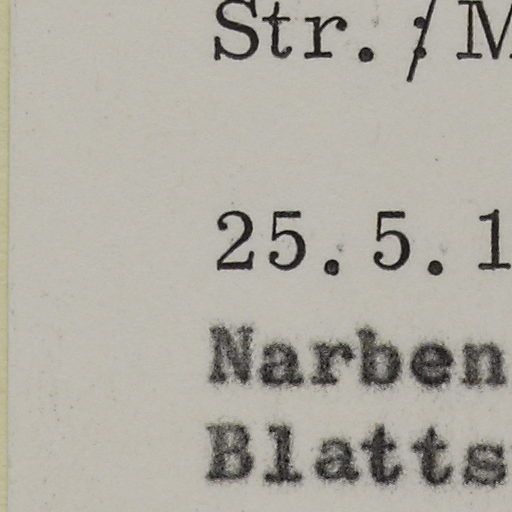 Str./M
25.5.1
Narben
Blatts